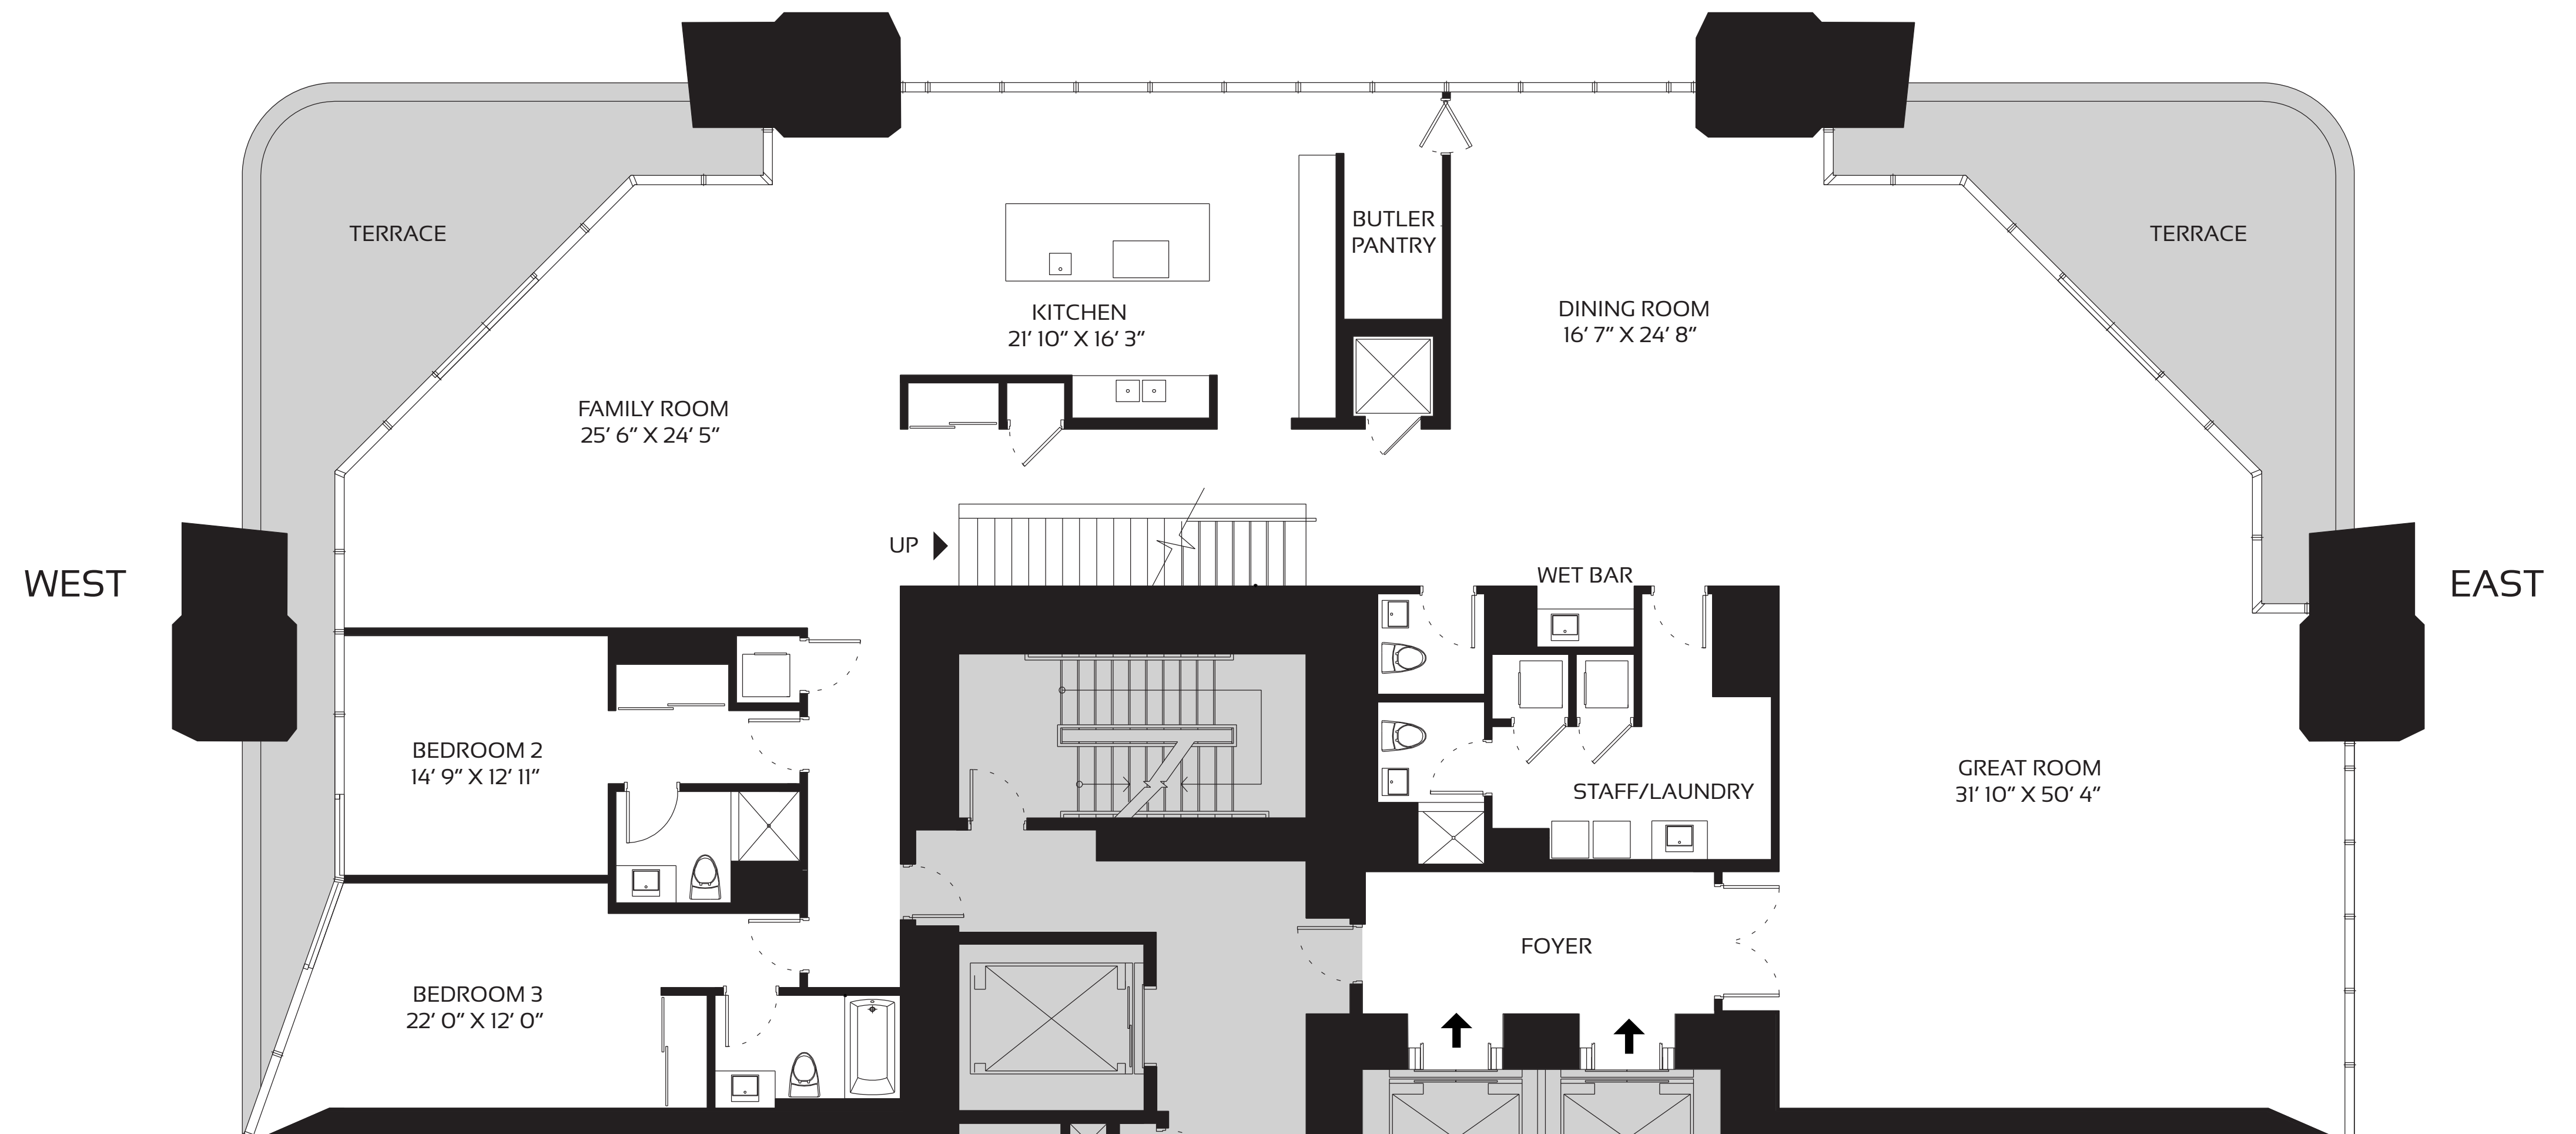 TERRACE
TERRACE
BUTLER
PANTRY
KITCHEN
21' 10" X 16' 3"
DINING ROOM
16' 7" X 24' 8"
FAMILY ROOM
25' 6" X 24' 5"
UP
WEST
WET BAR
EAST
BEDROOM 2
14' 9" X 12' 11"
STAFF/LAUNDRY
GREAT ROOM
31' 10" X 50' 4"
FOYER
BEDROOM 3
22' 0" X 12' 0"